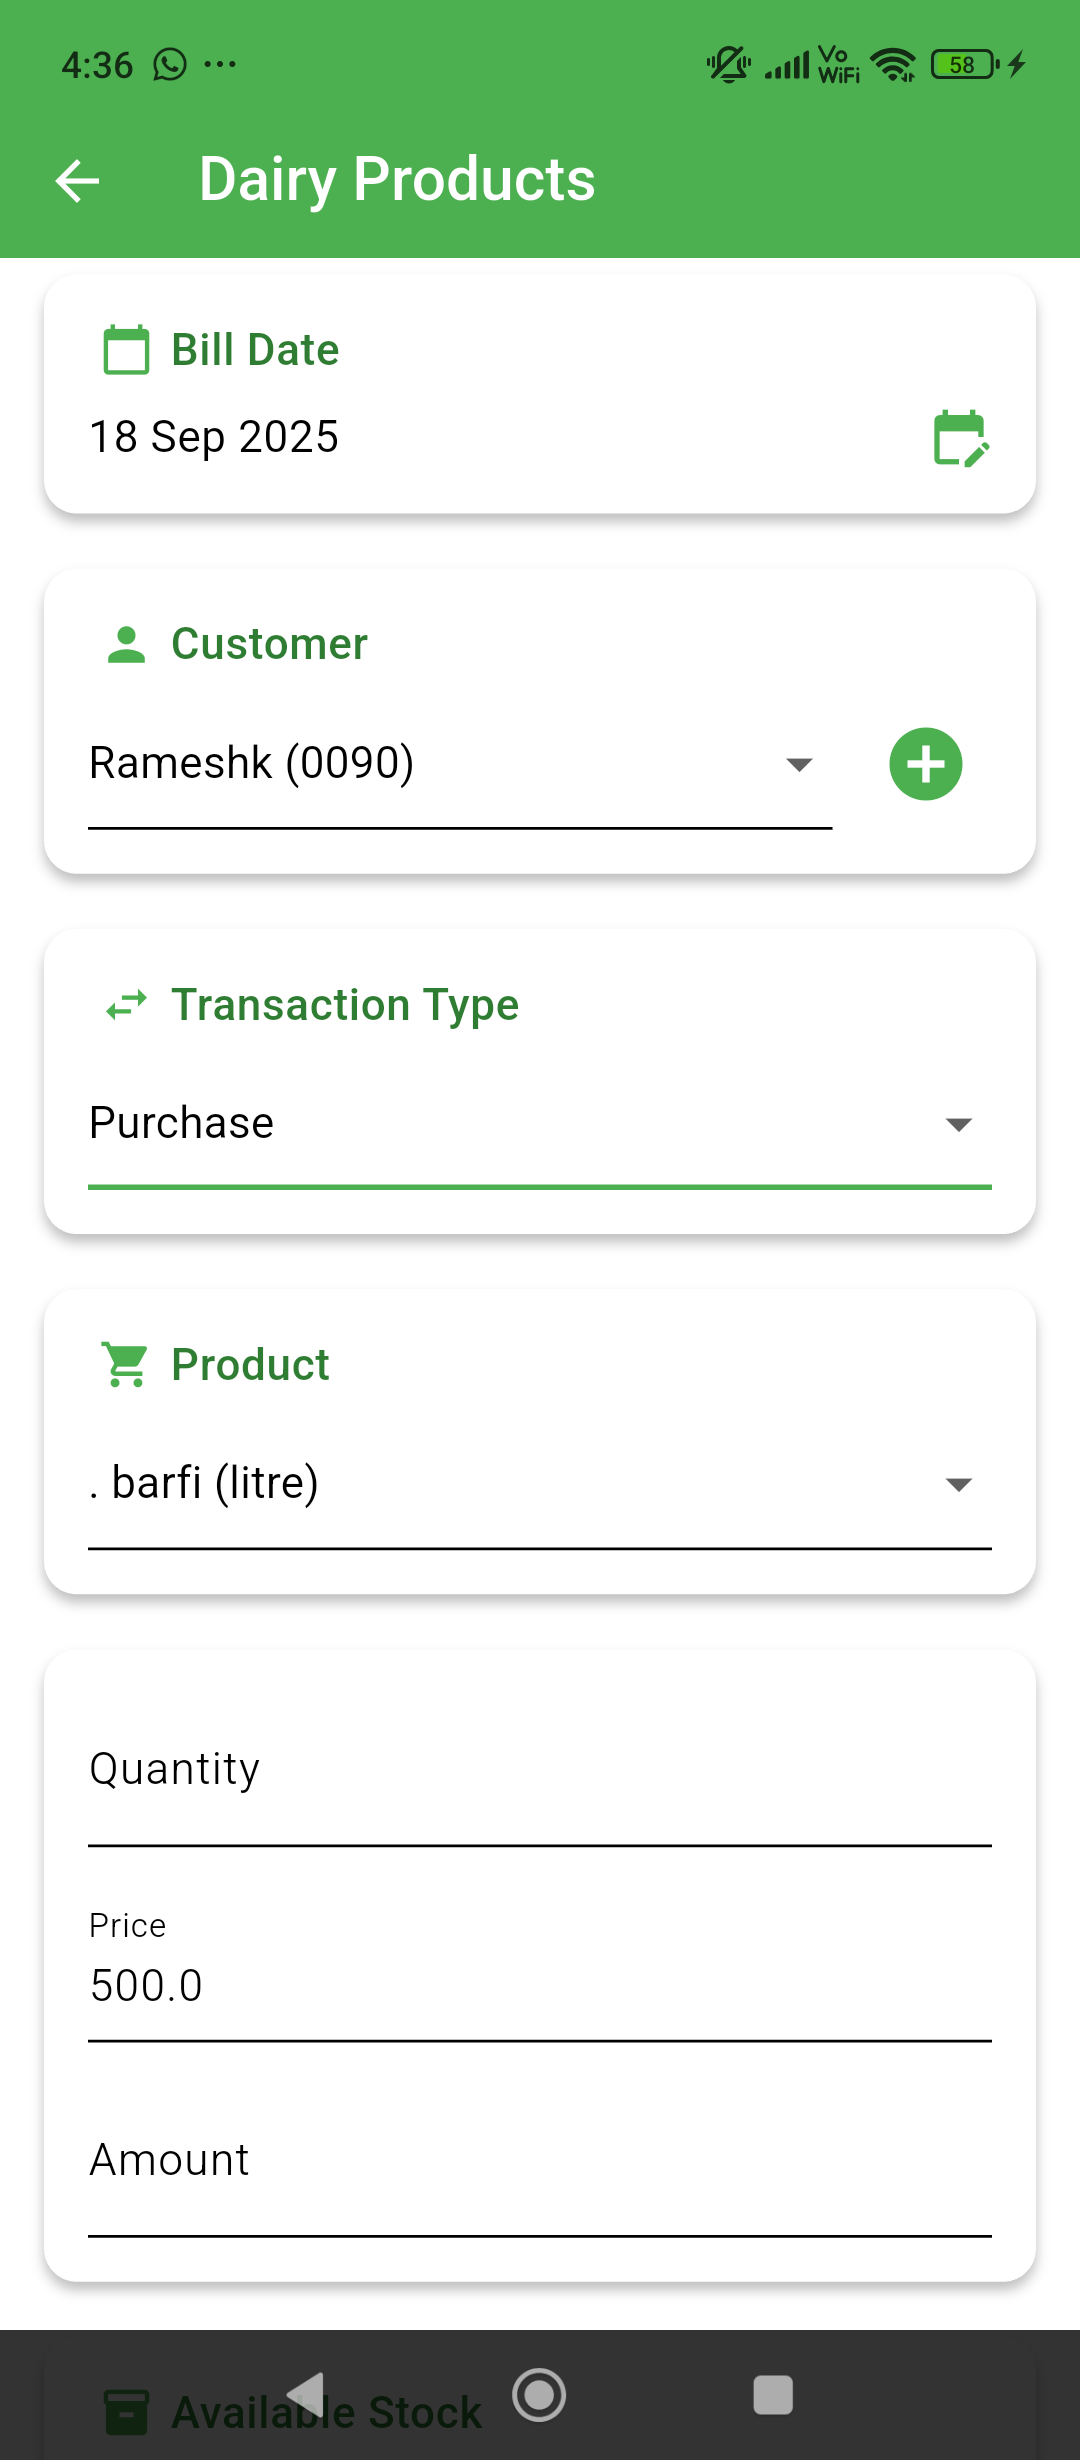 4:36
Vo
WiFi
58
Dairy Products
Bill Date
18 Sep 2025
Customer
Rameshk (0090)
Transaction Type
Purchase
Product
. barfi (litre)
Quantity
Price
500.0
Amount
Available Stock